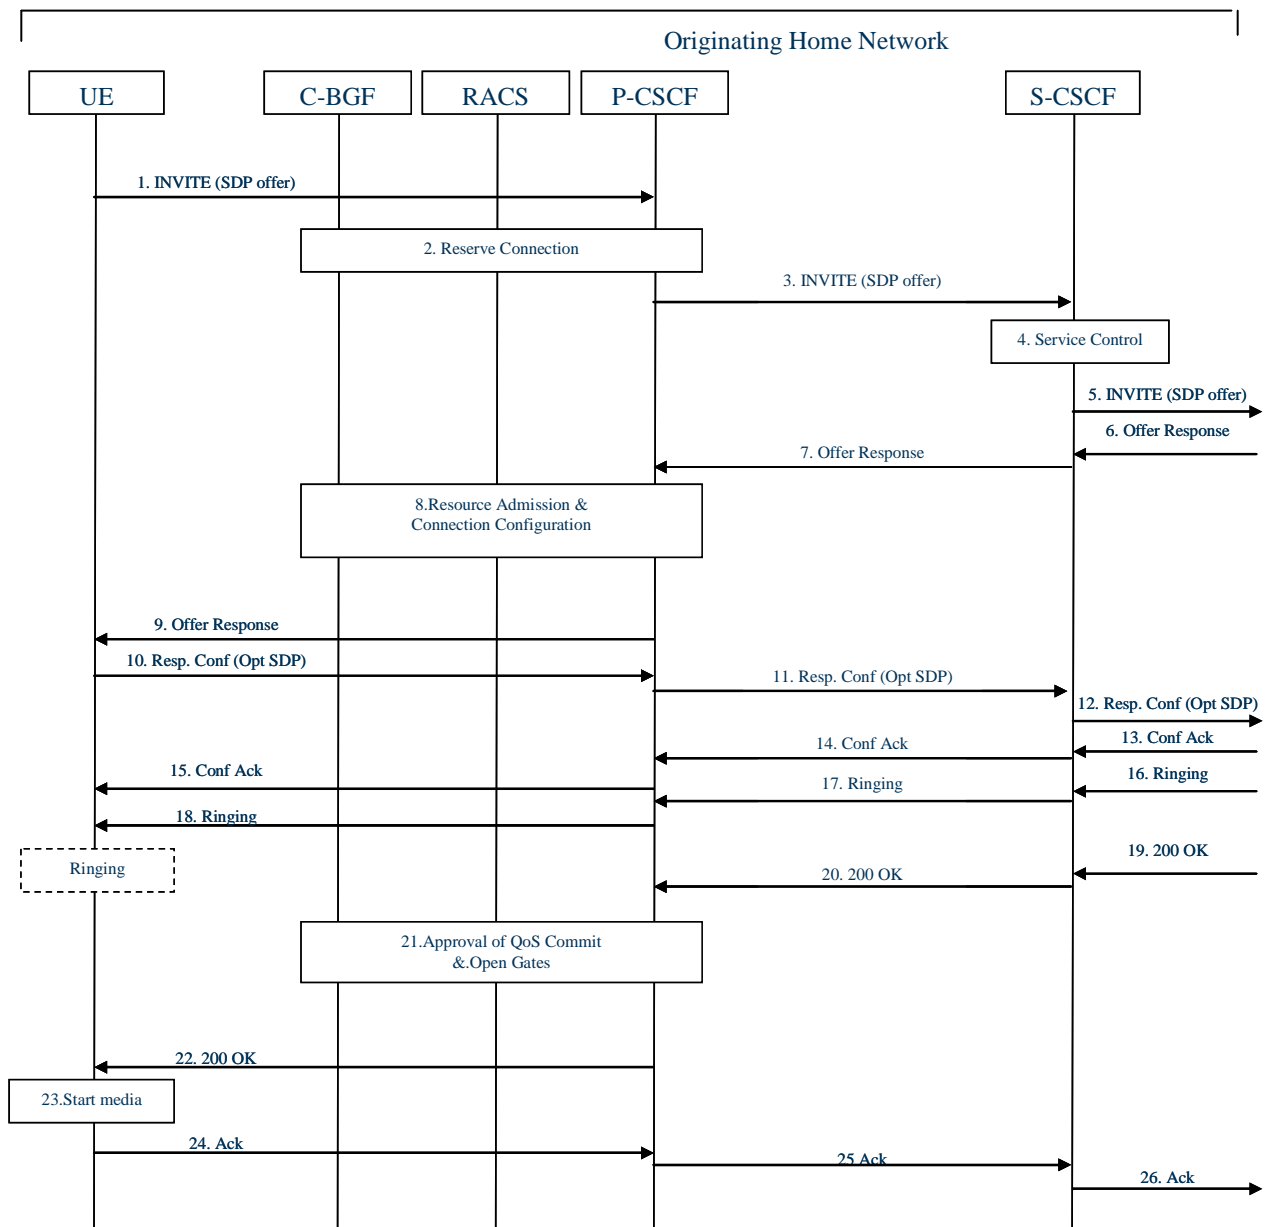 Originating Home Network
UE
C-BGF
RACS
P-CSCF
S-CSCF
1. INVITE (SDP offer)
2. Reserve Connection
3. INVITE (SDP offer)
4. Service Control
5. INVITE (SDP offer)
6. Offer Response
7. Offer Response
8.Resource Admission &
Connection Configuration
9. Offer Response
10. Resp. Conf (Opt SDP)
11. Resp. Conf (Opt SDP)
12. Resp. Conf (Opt SDP)
13. Conf Ack
14. Conf Ack
15. Conf Ack
16. Ringing
17. Ringing
18. Ringing
Ringing
19. 200 OK
20. 200 OK
21.Approval of QoS Commit
&.Open Gates
22. 200 OK
23.Start media
24. Ack
25 Ack
26. Ack